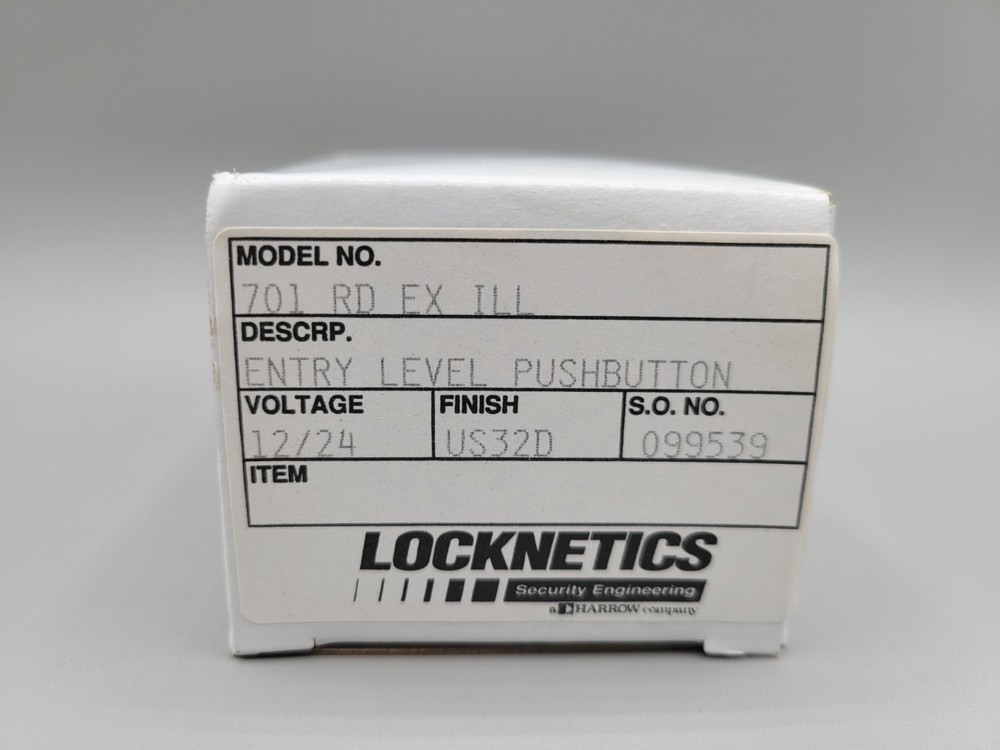 MODEL NO.
701 RD EX ILL
DESCRP.
ENTRY LEVEL PUSHBUTTON
VOLTAGE FINISH S.O. NO.
12/24 US32D 099539
ITEM
LOCKNETICS
Security Engineering
a HARROW company